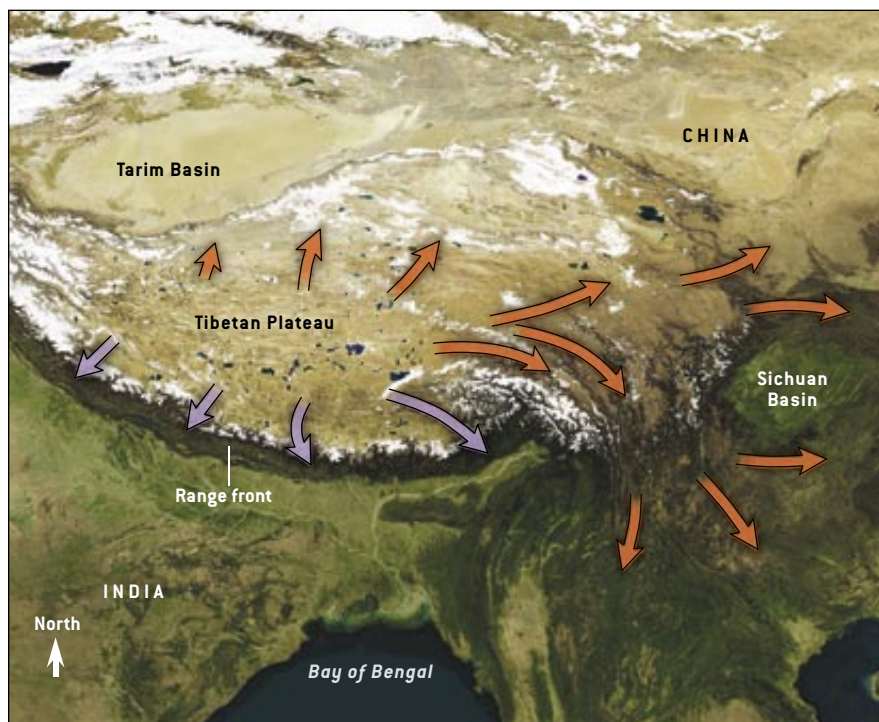 CHINA
Tarim Basin
Tibetan Plateau
Sichuan
Basin
Range front
INDIA
North
Bay of Bengal